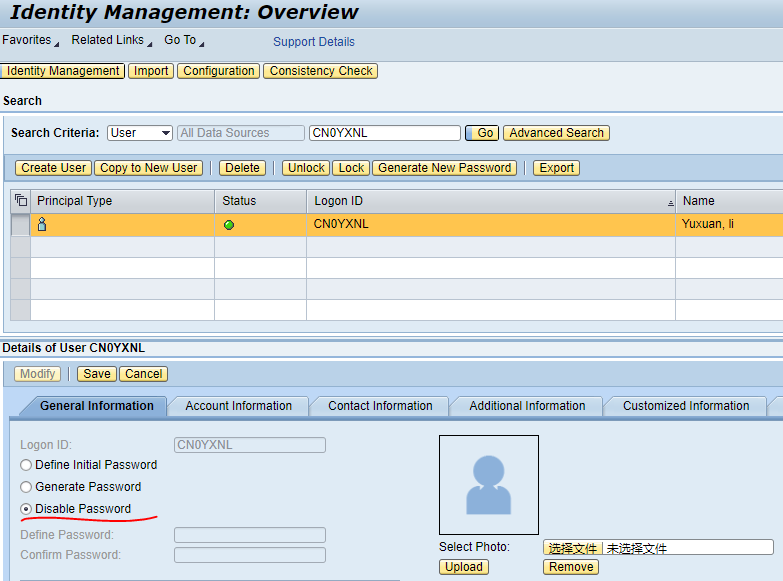 Identity Management: Overview
Favorites Related Links Go To Support Details
Identity Management Import Configuration Consistency Check
Search
Search Criteria: User All Data Sources CN0YXNL Go Advanced Search
Create User Copy to New User Delete Unlock Lock Generate New Password Export
Principal Type Status Logon ID Name
CN0YXNL Yuxuan, li
Details of User CN0YXNL
Modify Save Cancel
General Information Account Information Contact Information Additional Information Customized Information
Logon ID: CN0YXNL
Define Initial Password
Generate Password
Disable Password
Define Password:
Confirm Password:
Select Photo: 选择文件 未选择文件
Upload Remove